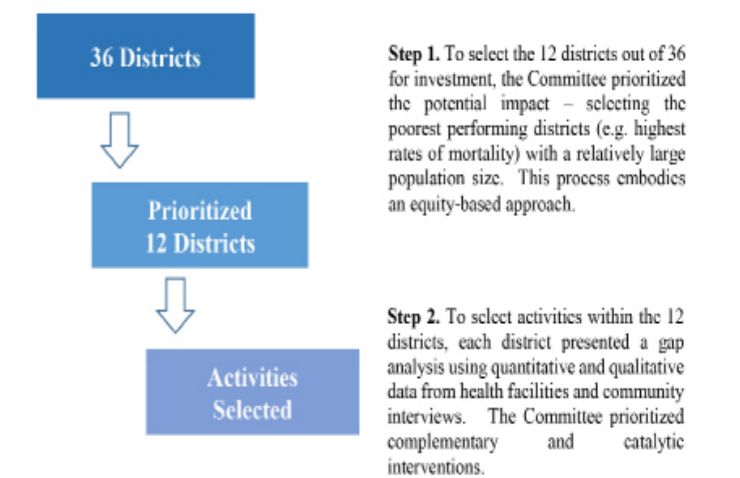 36 Districts
Step 1. To select the 12 districts out of 36
for investment, the Committee prioritized
the potential impact – selecting the
poorest performing districts (e.g. highest
rates of mortality) with a relatively large
population size. This process embodies
an equity-based approach.
Prioritized
12 Districts
Step 2. To select activities within the 12
districts, each district presented a gap
analysis using quantitative and qualitative
data from health facilities and community
interviews. The Committee prioritized
complementary and catalytic
interventions.
Activities
Selected